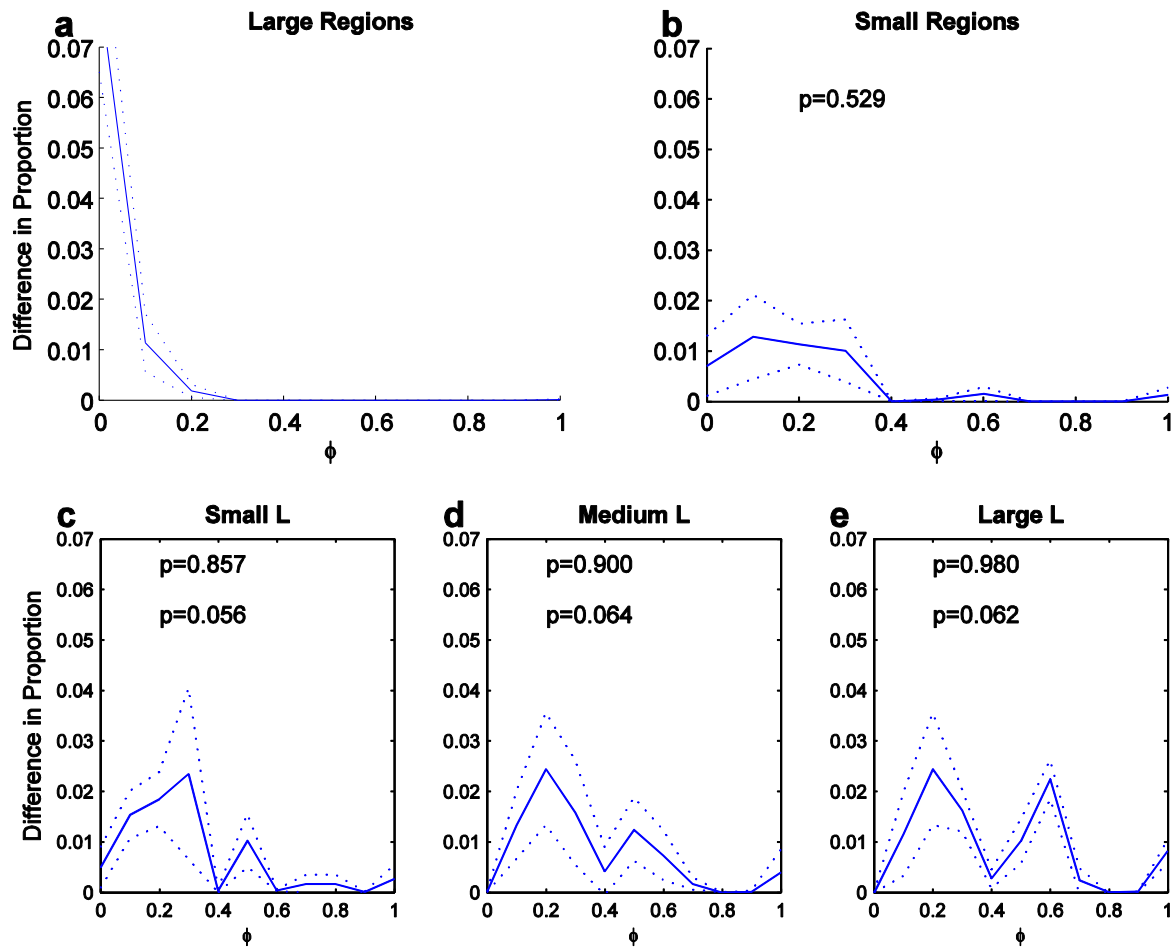 a
Large Regions
Difference in Proportion
0.07
0.06
0.05
0.04
0.03
0.02
0.01
0
0
0.2
0.4
0.6
0.8
1
ϕ
b
Small Regions
p=0.529
0.07
0.06
0.05
0.04
0.03
0.02
0.01
0
0
0.2
0.4
0.6
0.8
1
ϕ
c
Small L
Difference in Proportion
p=0.857
p=0.056
0.07
0.06
0.05
0.04
0.03
0.02
0.01
0
0
0.2
0.4
0.6
0.8
1
ϕ
d
Medium L
p=0.900
p=0.064
0.07
0.06
0.05
0.04
0.03
0.02
0.01
0
0
0.2
0.4
0.6
0.8
1
ϕ
e
Large L
p=0.980
p=0.062
0.07
0.06
0.05
0.04
0.03
0.02
0.01
0
0
0.2
0.4
0.6
0.8
1
ϕ